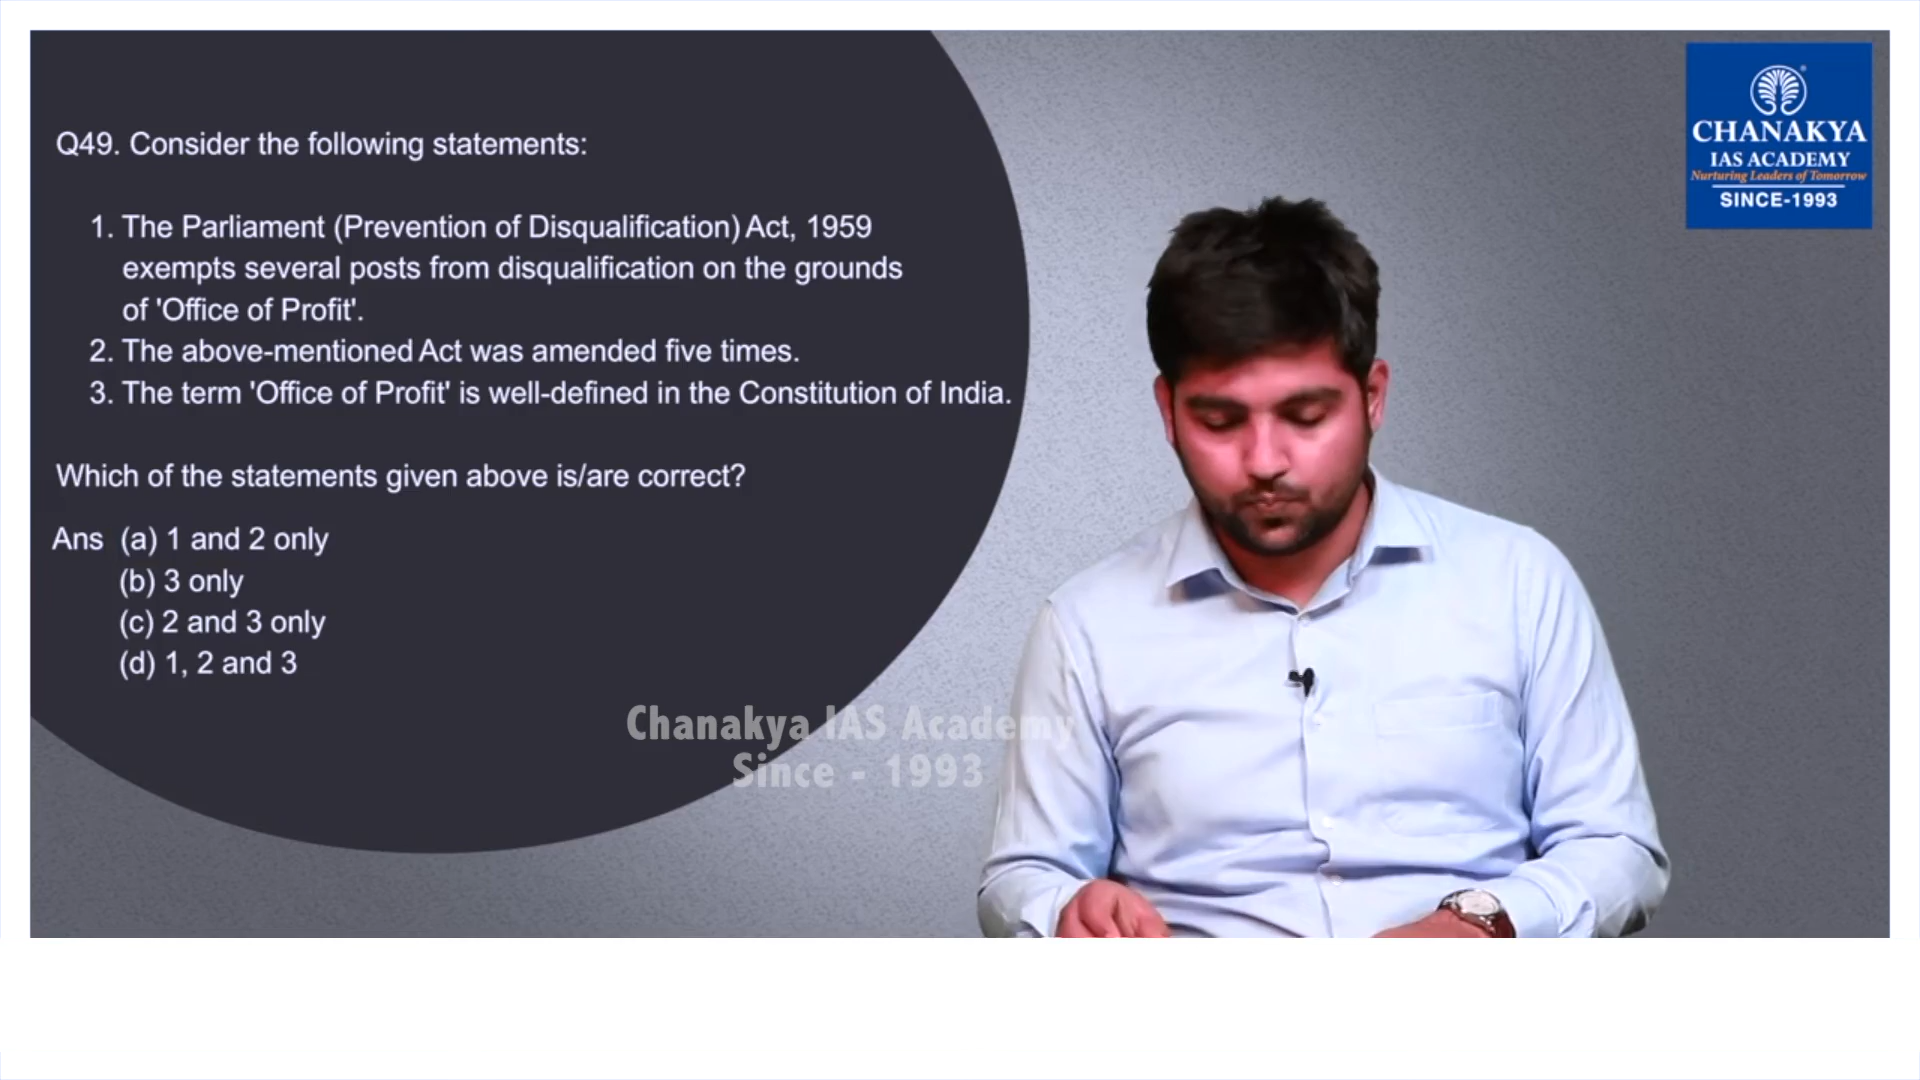 Q49. Consider the following statements:
1. The Parliament (Prevention of Disqualification) Act, 1959
exempts several posts from disqualification on the grounds
of 'Office of Profit'.
2. The above-mentioned Act was amended five times.
3. The term 'Office of Profit' is well-defined in the Constitution of India.
Which of the statements given above is/are correct?
Ans (a) 1 and 2 only
(b) 3 only
(c) 2 and 3 only
(d) 1, 2 and 3
CHANAKYA
IAS ACADEMY
Nurturing Leaders of Tomorrow
SINCE-1993
Chanakya IAS Academy
Since - 1993